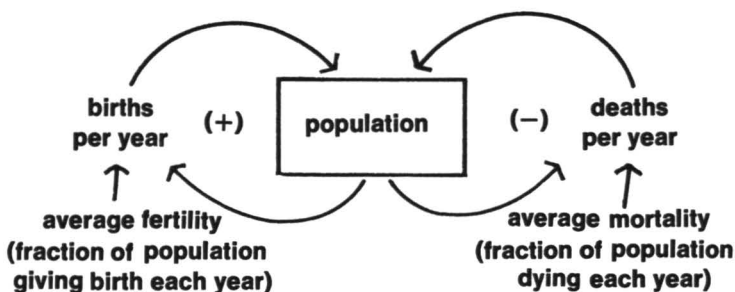 births
per year
(+)
population
(−)
deaths
per year
average fertility
(fraction of population
giving birth each year)
average mortality
(fraction of population
dying each year)